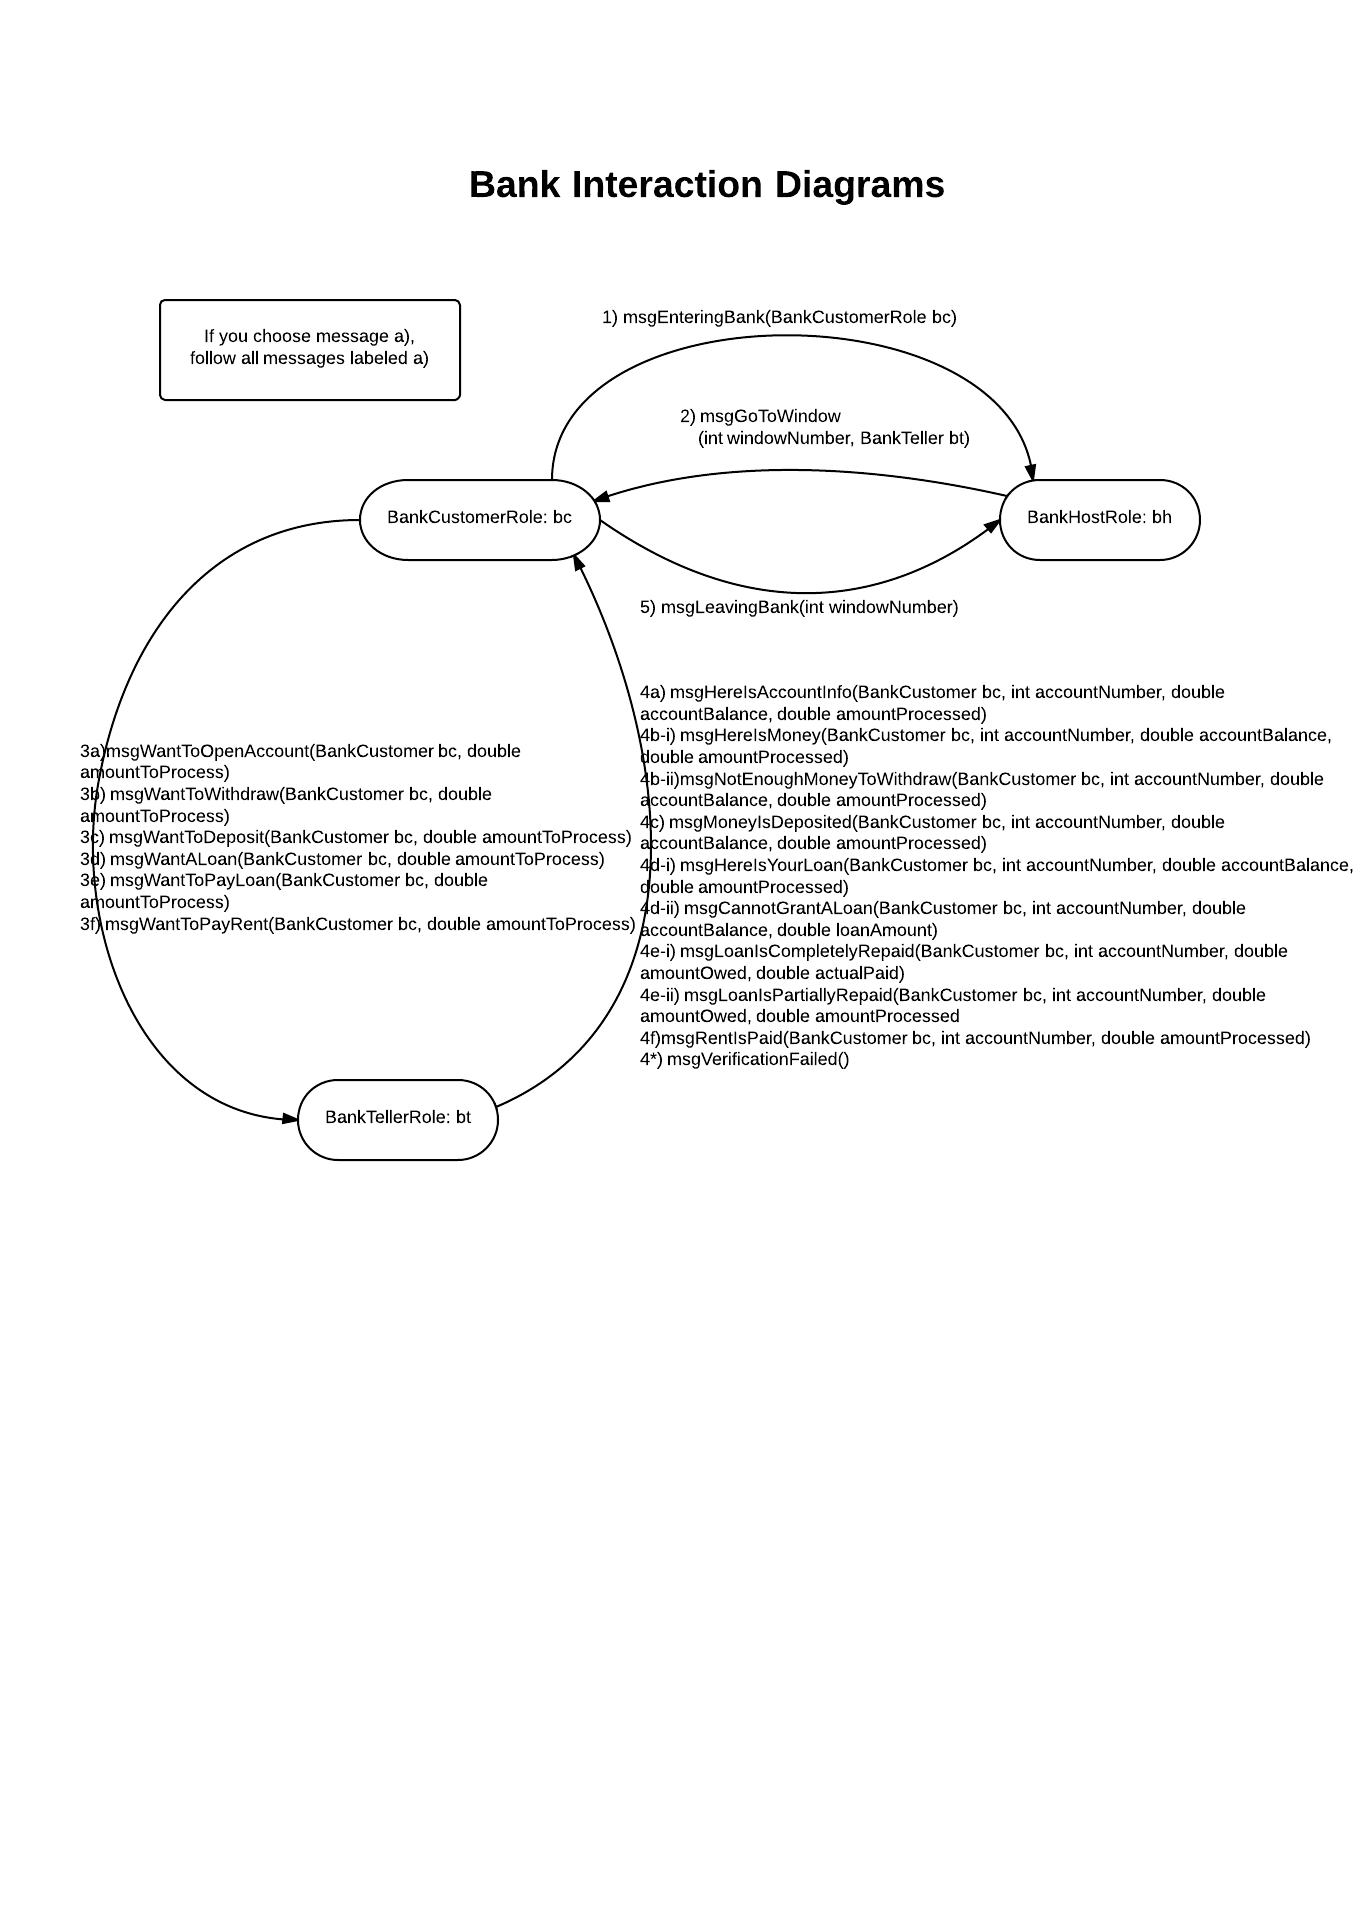 Bank Interaction Diagrams
If you choose message a),
follow all messages labeled a)
1) msgEnteringBank(BankCustomerRole bc)
2) msgGoToWindow
(int windowNumber, BankTeller bt)
BankCustomerRole: bc
BankHostRole: bh
5) msgLeavingBank(int windowNumber)
3a)msgWantToOpenAccount(BankCustomer bc, double
amountToProcess)
3b) msgWantToWithdraw(BankCustomer bc, double
amountToProcess)
3c) msgWantToDeposit(BankCustomer bc, double amountToProcess)
3d) msgWantALoan(BankCustomer bc, double amountToProcess)
3e) msgWantToPayLoan(BankCustomer bc, double
amountToProcess)
3f)msgWantToPayRent(BankCustomer bc, double amountToProcess)
4a) msgHereIsAccountInfo(BankCustomer bc, int accountNumber, double
accountBalance, double amountProcessed)
4b-i) msgHereIsMoney(BankCustomer bc, int accountNumber, double accountBalance,
double amountProcessed)
4b-ii)msgNotEnoughMoneyToWithdraw(BankCustomer bc, int accountNumber, double
accountBalance, double amountProcessed)
4c) msgMoneyIsDeposited(BankCustomer bc, int accountNumber, double
accountBalance, double amountProcessed)
4d-i) msgHereIsYourLoan(BankCustomer bc, int accountNumber, double accountBalance,
double amountProcessed)
4d-ii) msgCannotGrantALoan(BankCustomer bc, int accountNumber, double
accountBalance, double loanAmount)
4e-i) msgLoanIsCompletelyRepaid(BankCustomer bc, int accountNumber, double
amountOwed, double actualPaid)
4e-ii) msgLoanIsPartiallyRepaid(BankCustomer bc, int accountNumber, double
amountOwed, double amountProcessed
4f)msgRentIsPaid(BankCustomer bc, int accountNumber, double amountProcessed)
4*) msgVerificationFailed()
BankTellerRole: bt